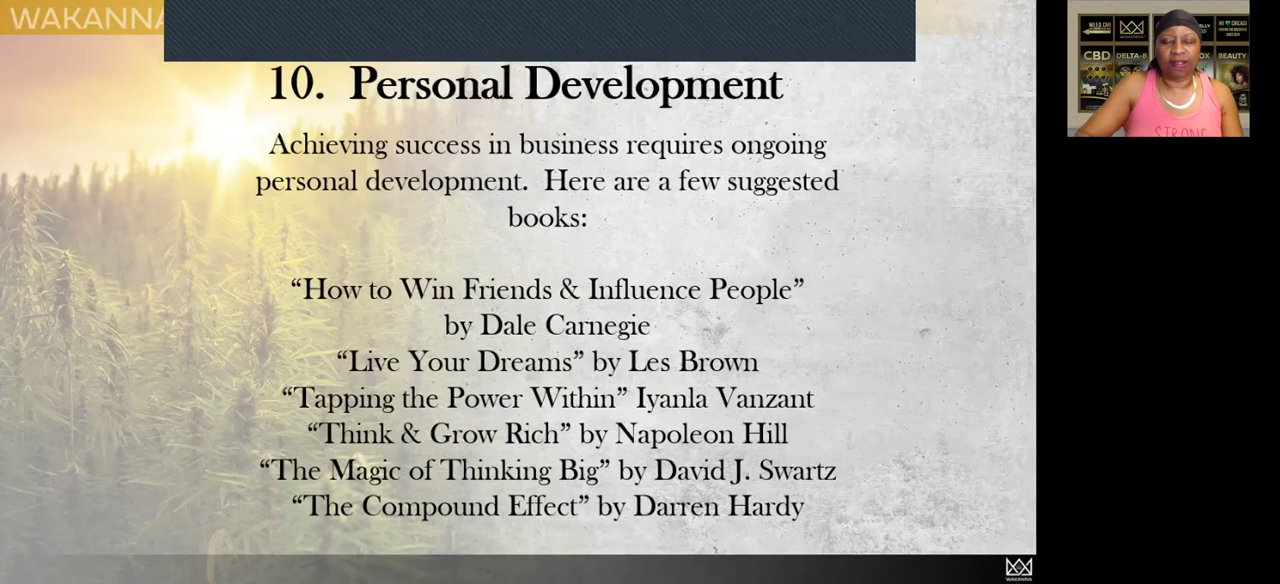 WAKANNA
10. Personal Development
Achieving success in business requires ongoing
personal development. Here are a few suggested
books:
“How to Win Friends & Influence People”
by Dale Carnegie
“Live Your Dreams” by Les Brown
“Tapping the Power Within” Iyanla Vanzant
“Think & Grow Rich” by Napoleon Hill
“The Magic of Thinking Big” by David J. Swartz
“The Compound Effect” by Darren Hardy
WAKANNA
CBD
DELTA-8
BEAUTY
STRONG